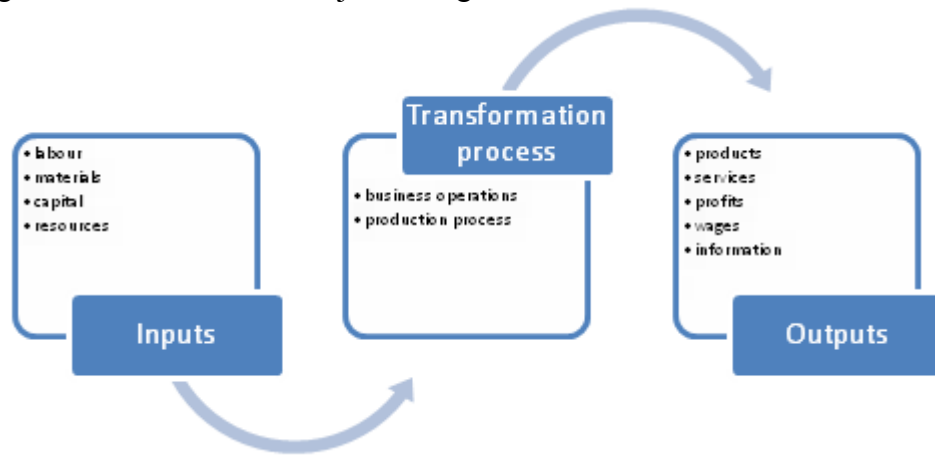 • labour
• materials
• capital
• resources
Inputs
Transformation
process
• business operations
• production process
• products
• services
• profits
• wages
• information
Outputs